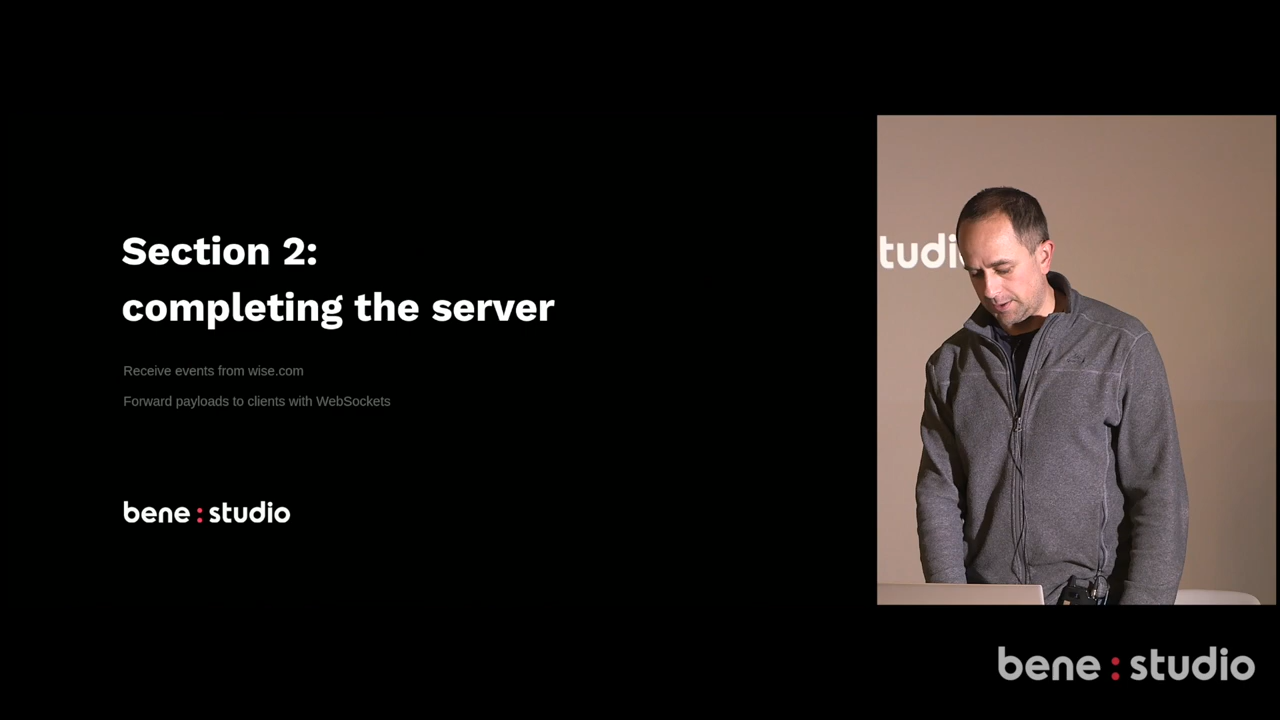 Section 2:
completing the server
Receive events from wise.com
Forward payloads to clients with WebSockets
bene : studio
tudio
bene : studio